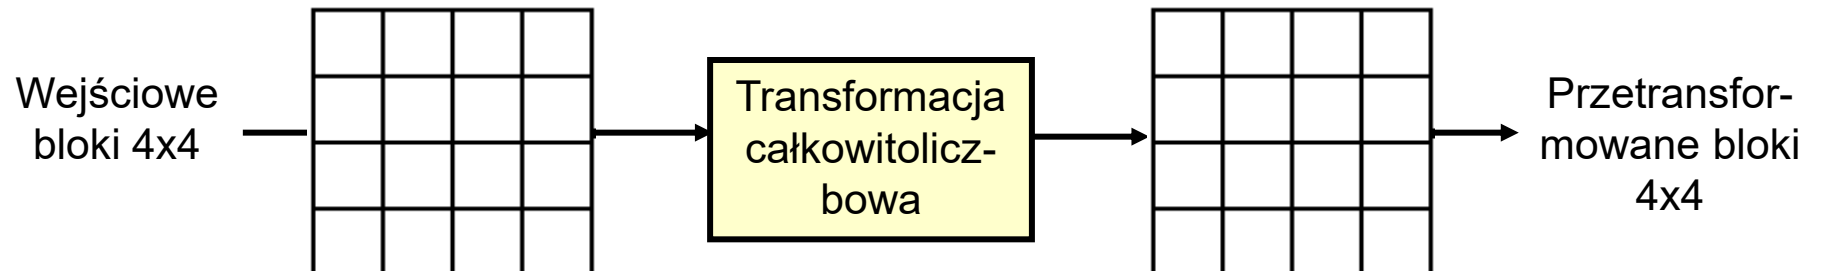 Wejściowe
bloki 4x4
Transformacja
całkowitolicz-
bowa
Przetransfor-
mowane bloki
4x4